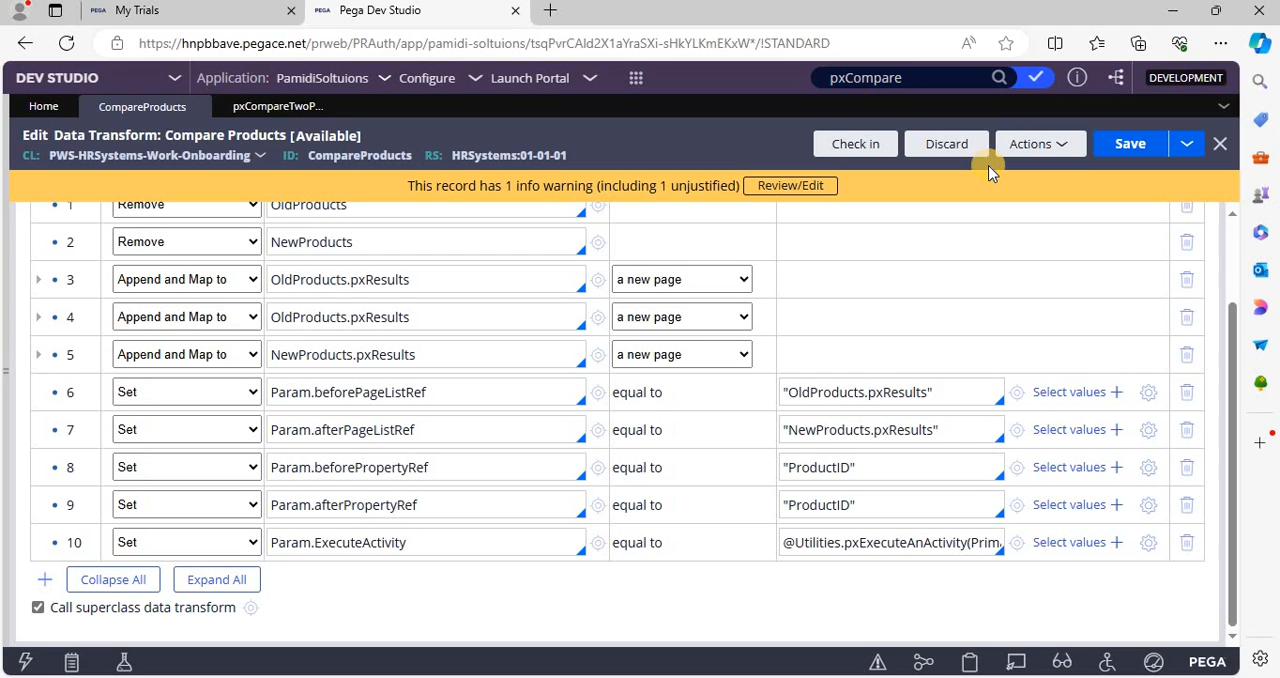 PEGA My Trials
PEGA Pega Dev Studio
https://hnpbbave.pegace.net/prweb/PRAuth/app/pamidi-soltuions/tsqPvrCAld2X1aYraSXi-sHkYLKmEKxW*/!STANDARD
DEV STUDIO Application: PamidiSoltuions Configure Launch Portal pxCompare DEVELOPMENT
Home CompareProducts pxCompareTwoP...
Edit Data Transform: Compare Products [Available]
CL: PWS-HRSystems-Work-Onboarding ID: CompareProducts RS: HRSystems:01-01-01
Check in Discard Actions Save
This record has 1 info warning (including 1 unjustified) Review/Edit
1 Remove OldProducts
2 Remove NewProducts
3 Append and Map to OldProducts.pxResults a new page
4 Append and Map to OldProducts.pxResults a new page
5 Append and Map to NewProducts.pxResults a new page
6 Set Param.beforePageListRef equal to "OldProducts.pxResults" Select values
7 Set Param.afterPageListRef equal to "NewProducts.pxResults" Select values
8 Set Param.beforePropertyRef equal to "ProductID" Select values
9 Set Param.afterPropertyRef equal to "ProductID" Select values
10 Set Param.ExecuteActivity equal to @Utilities.pxExecuteAnActivity(Prim Select values
Collapse All Expand All
Call superclass data transform
PEGA